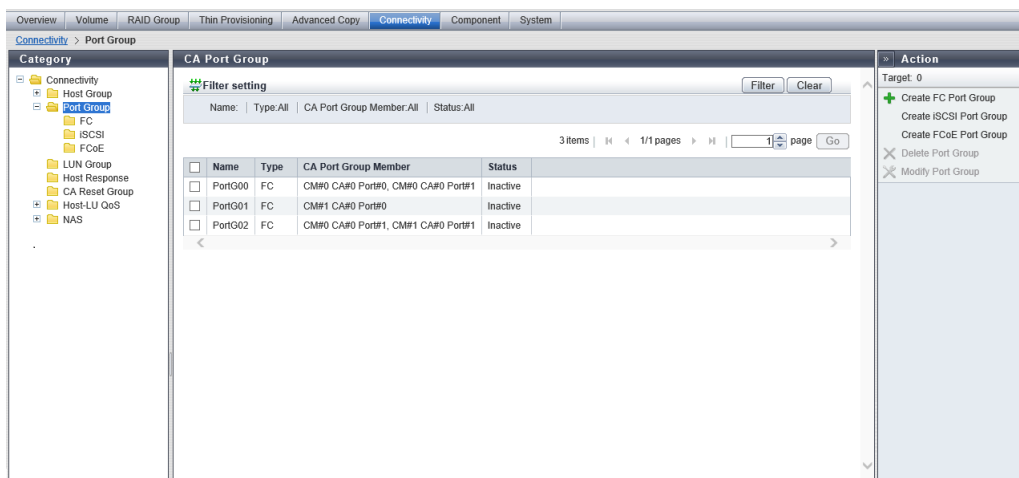 Overview Volume RAID Group Thin Provisioning Advanced Copy Connectivity Component System
Connectivity > Port Group
Category
Connectivity
Host Group
Port Group
FC
iSCSI
FCoE
LUN Group
Host Response
CA Reset Group
Host-LU QoS
NAS
.
CA Port Group
Filter setting Filter Clear
Name: | Type:All | CA Port Group Member:All | Status:All
3 items | 1/1 pages | 1 page Go
Name Type CA Port Group Member Status
PortG00 FC CM#0 CA#0 Port#0, CM#0 CA#0 Port#1 Inactive
PortG01 FC CM#1 CA#0 Port#0 Inactive
PortG02 FC CM#0 CA#0 Port#1, CM#1 CA#0 Port#1 Inactive
» Action
Target: 0
Create FC Port Group
Create iSCSI Port Group
Create FCoE Port Group
Delete Port Group
Modify Port Group